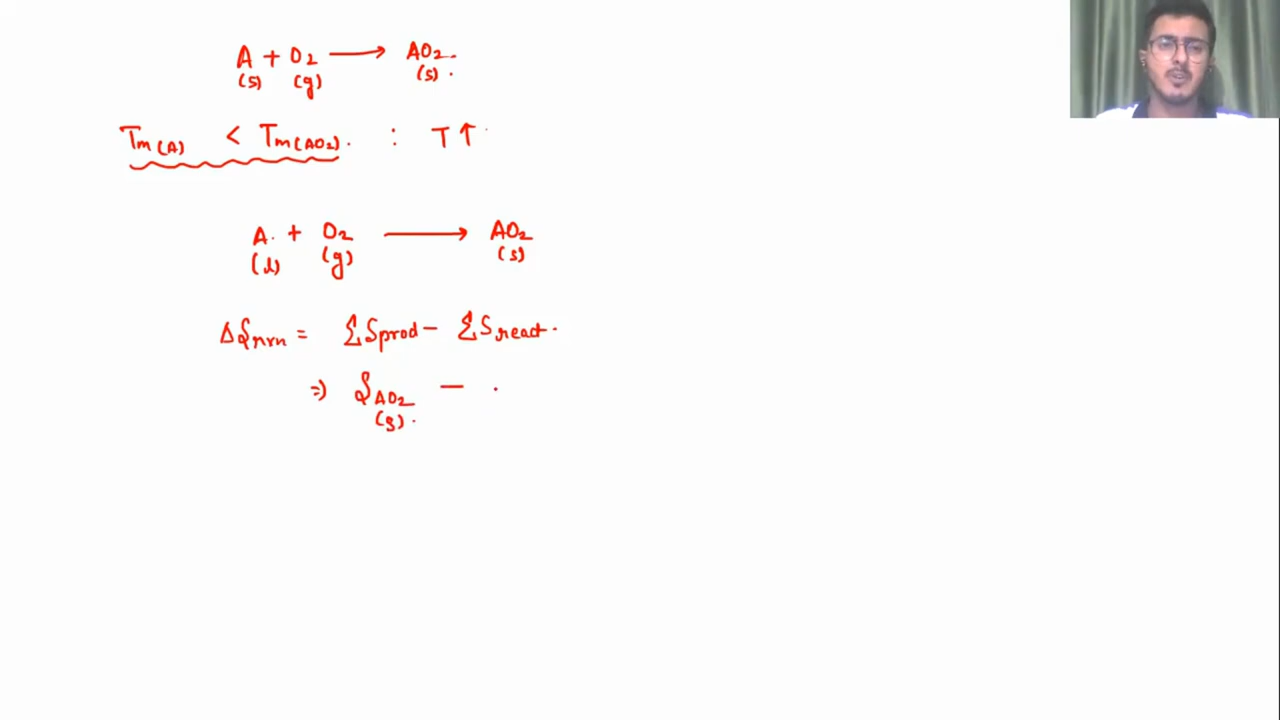 A + O2 → AO2.
(s) (g) (s).
Tm(A) < Tm(AO2). : T↑
A. + O2 → AO2
(l) (g) (s)
ΔSrxn = ΣSprod - ΣSreact.
⇒ SAO2 -
(s).